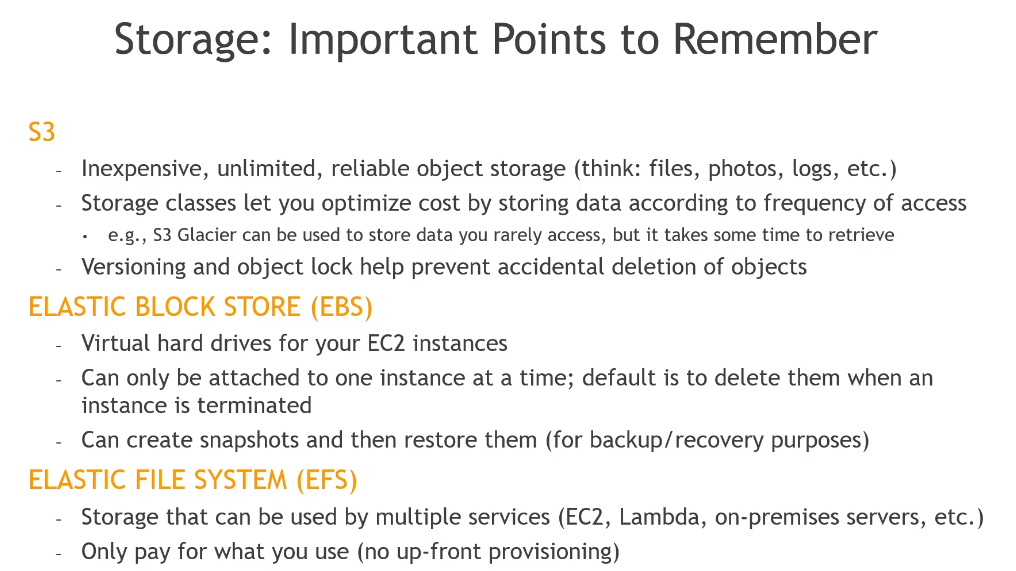 Storage: Important Points to Remember
S3
- Inexpensive, unlimited, reliable object storage (think: files, photos, logs, etc.)
- Storage classes let you optimize cost by storing data according to frequency of access
• e.g., S3 Glacier can be used to store data you rarely access, but it takes some time to retrieve
- Versioning and object lock help prevent accidental deletion of objects
ELASTIC BLOCK STORE (EBS)
- Virtual hard drives for your EC2 instances
- Can only be attached to one instance at a time; default is to delete them when an
instance is terminated
- Can create snapshots and then restore them (for backup/recovery purposes)
ELASTIC FILE SYSTEM (EFS)
- Storage that can be used by multiple services (EC2, Lambda, on-premises servers, etc.)
- Only pay for what you use (no up-front provisioning)